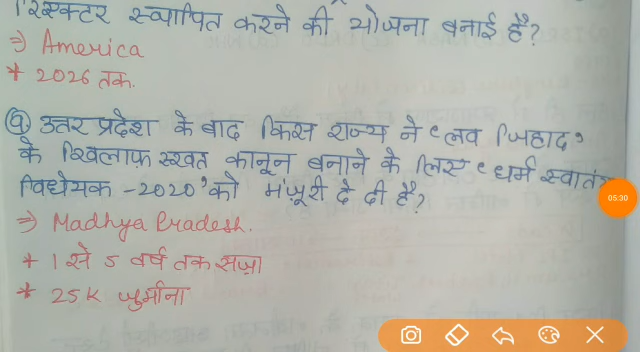 रिएक्टर स्थापित करने की योजना बनाई है?
⇒ America
* 2026 तक.
Q उत्तर प्रदेश के बाद किस राज्य ने 'लव जिहाद'
के खिलाफ़ सख्त कानून बनाने के लिए 'धर्म स्वातंत्र
विधेयक -2020' को मंज़ूरी दे दी है?
05:30
⇒ Madhya Pradesh.
* 1 से 5 वर्ष तक सज़ा
* 25K जुर्माना